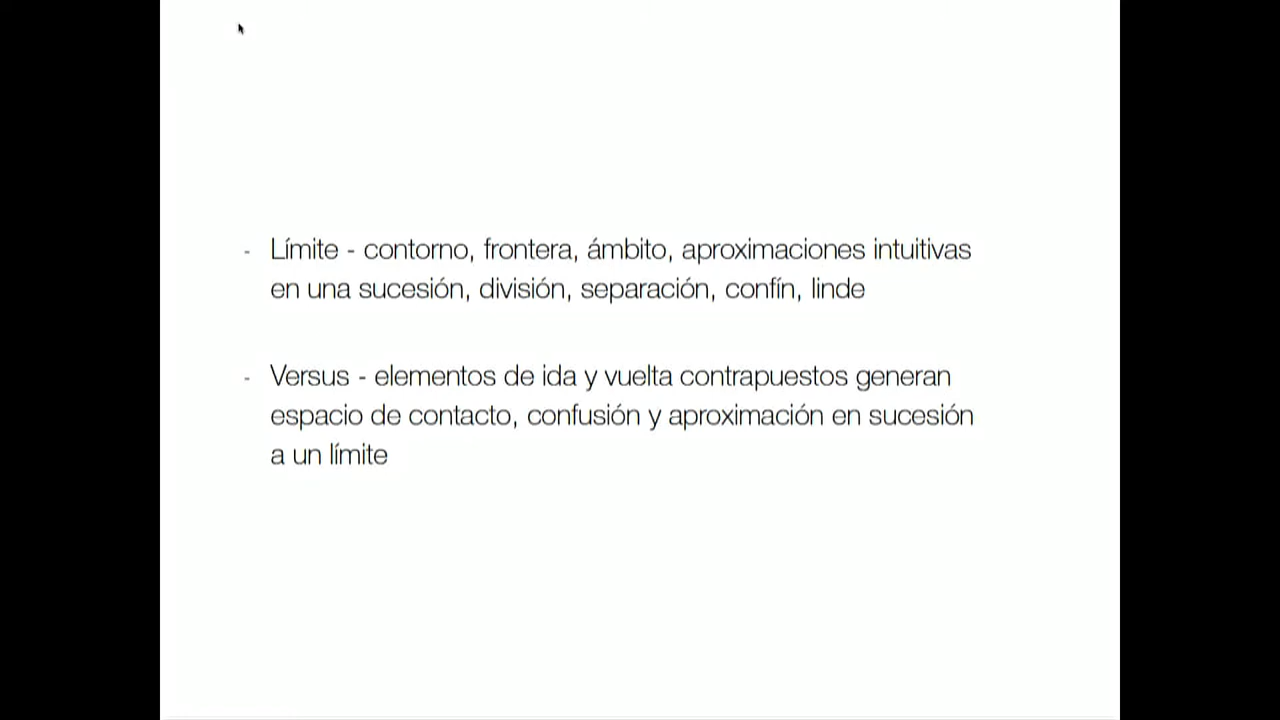 - Límite - contorno, frontera, ámbito, aproximaciones intuitivas
en una sucesión, división, separación, confín, linde
- Versus - elementos de ida y vuelta contrapuestos generan
espacio de contacto, confusión y aproximación en sucesión
a un límite